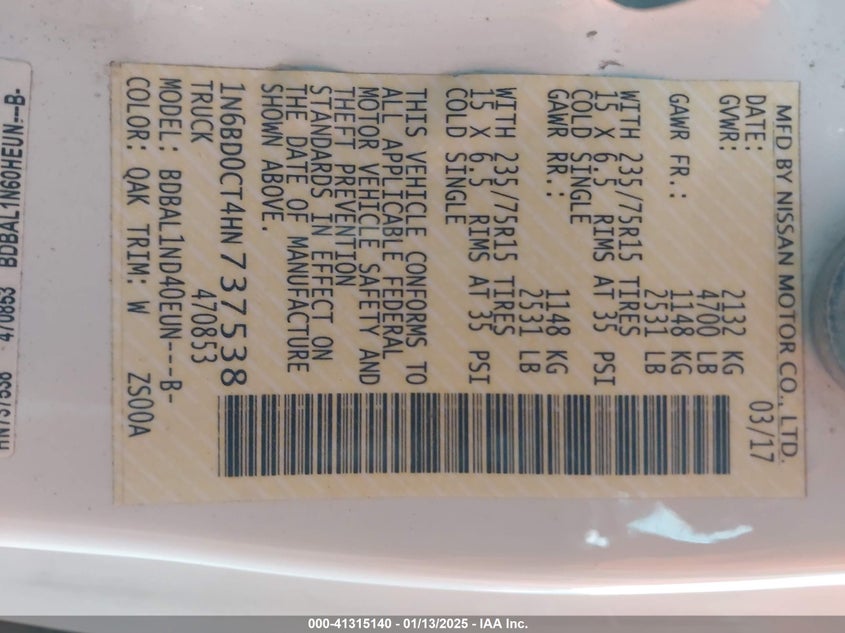 MFD BY NISSAN MOTOR CO., LTD.
DATE: 03/17
GVWR: 2132 KG
4700 LB
GAWR FR.: 1148 KG
2531 LB
WITH 235/75R15 TIRES
15 X 6.5 RIMS AT 35 PSI
COLD SINGLE
GAWR RR.: 1148 KG
2531 LB
WITH 235/75R15 TIRES
15 X 6.5 RIMS AT 35 PSI
COLD SINGLE
THIS VEHICLE CONFORMS TO
ALL APPLICABLE FEDERAL
MOTOR VEHICLE SAFETY AND
THEFT PREVENTION
STANDARDS IN EFFECT ON
THE DATE OF MANUFACTURE
SHOWN ABOVE.
1N6BD0CT4HN737538
TRUCK 470853
MODEL: BDBAL1ND40EUN---B-
COLOR: QAK TRIM: W ZS00A
HN737538 470853 BDBAL1N60HEUN--B-
000-41315140 - 01/13/2025 - IAA Inc.